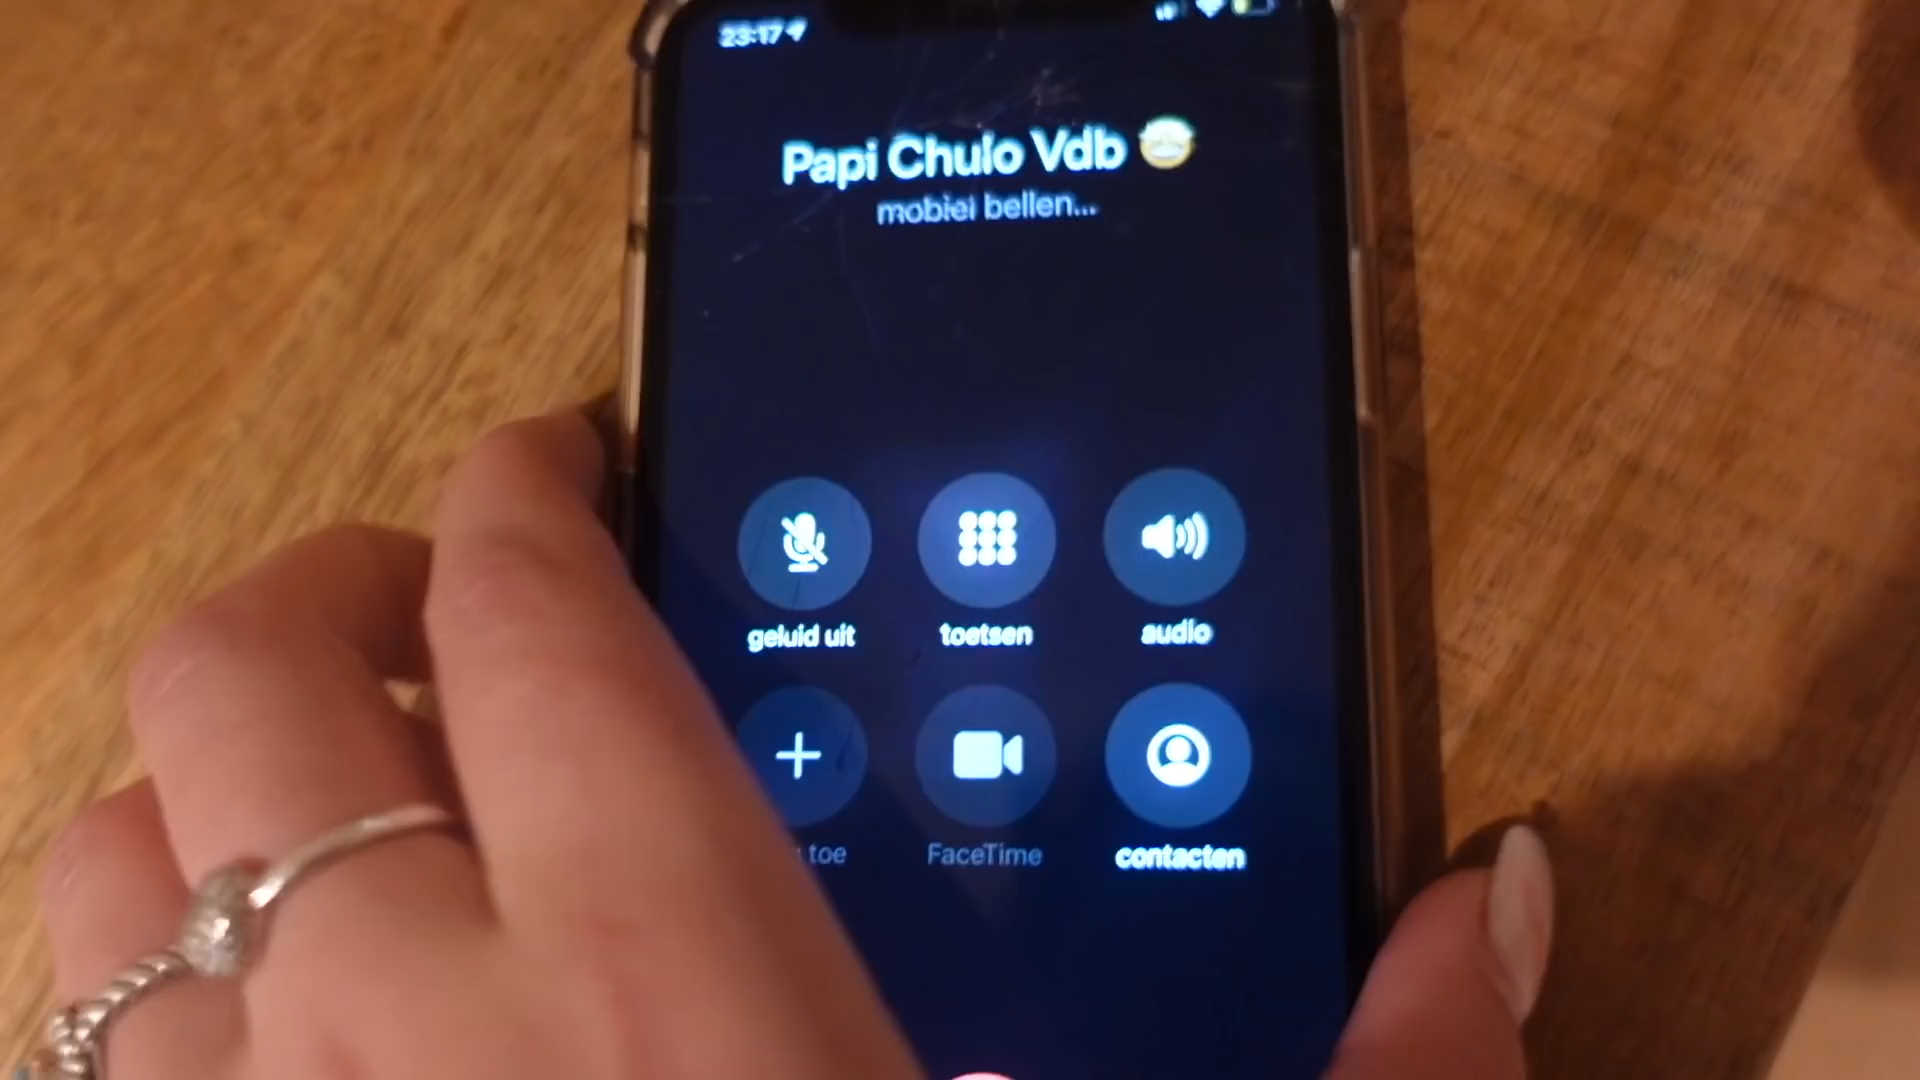 23:17
Papi Chulo Vdb
mobiel bellen...
geluid uit
toetsen
audio
toe
FaceTime
contacten